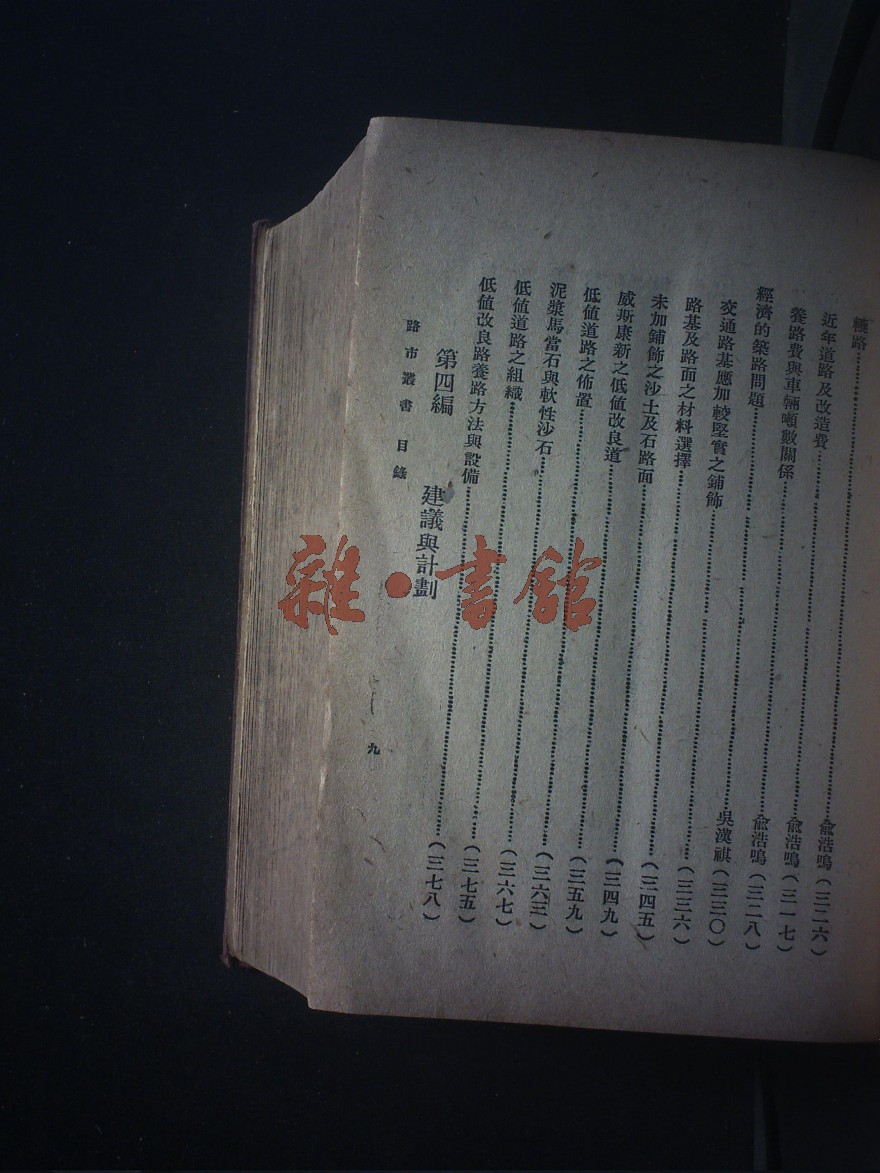 種路 俞浩鳴(三二六)
近年道路及改造費 俞浩鳴(三一七)
養路費與車輛噸數關係 俞浩鳴(三二八)
經濟的築路問題 吳漢祺(三三〇)
交通路基應加較堅實之鋪飾 (三三六)
路基及路面之材料選擇 (三四五)
未加鋪飾之沙土及石路面 (三四九)
威斯康新之低值改良道 (三五九)
低值道路之佈置 (三六三)
泥漿馬當石與軟性沙石 (三六七)
低值道路之組織 (三七五)
低值改良路養路方法與設備 (三七八)
第四編 建議與計劃
路市叢書 目錄 九
雜·書館